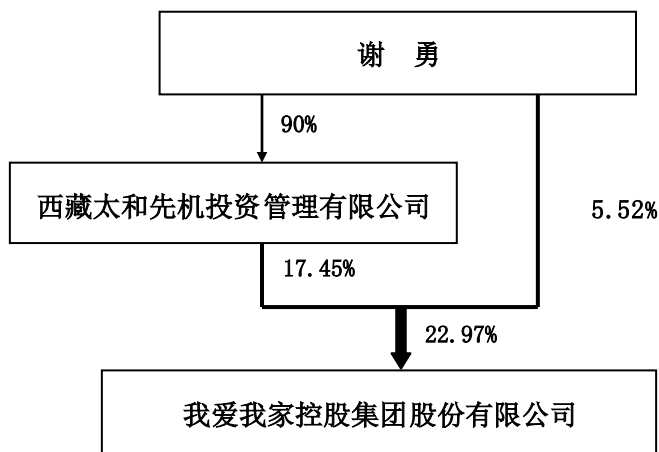 谢　勇
90%
西藏太和先机投资管理有限公司
5.52%
17.45%
22.97%
我爱我家控股集团股份有限公司